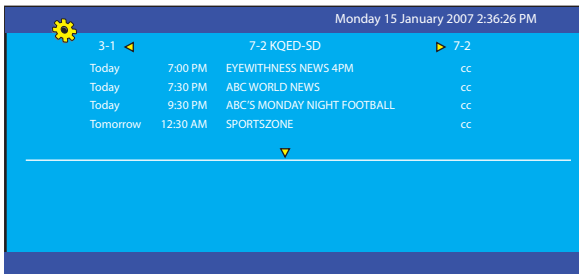 Monday 15 January 2007 2:36:26 PM
3-1 7-2 KQED-SD 7-2
Today 7:00 PM EYEWITHNESS NEWS 4PM cc
Today 7:30 PM ABC WORLD NEWS cc
Today 9:30 PM ABC'S MONDAY NIGHT FOOTBALL cc
Tomorrow 12:30 AM SPORTSZONE cc